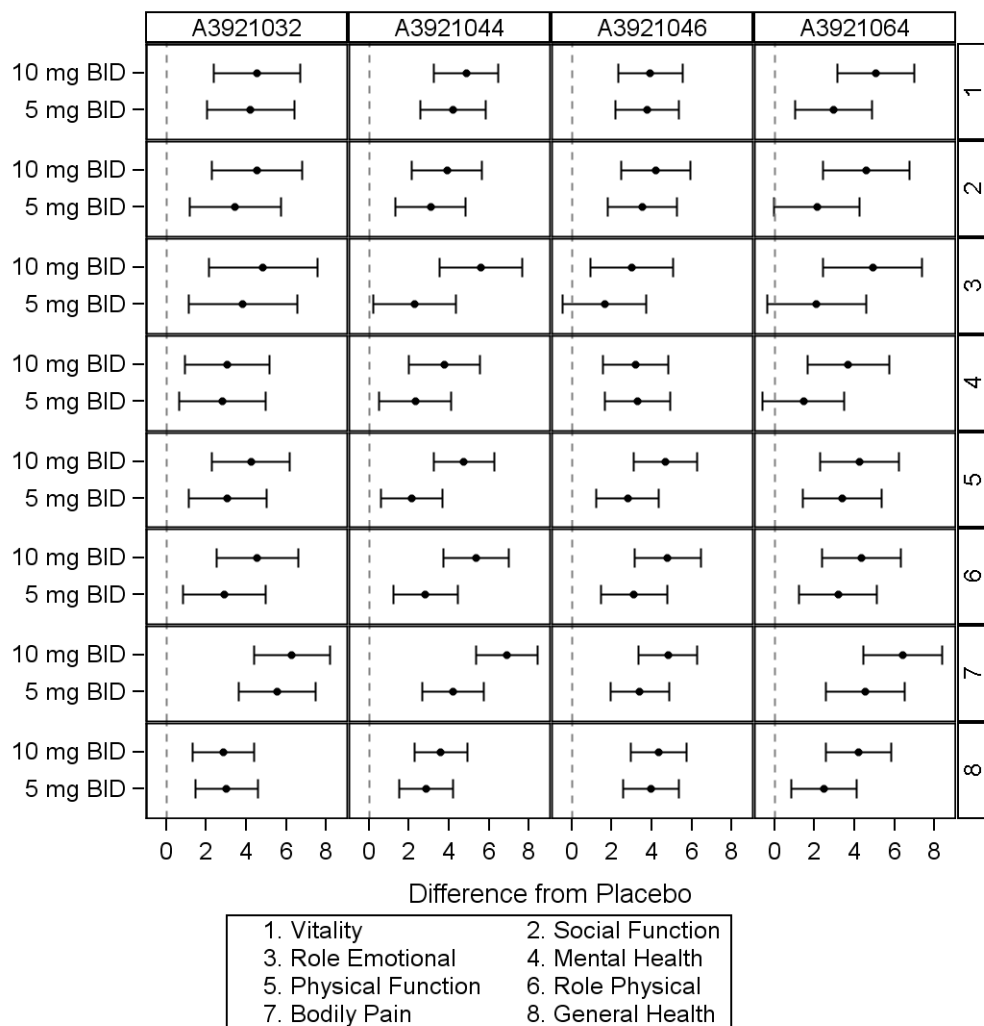 A3921032 A3921044 A3921046 A3921064
10 mg BID
5 mg BID
1
10 mg BID
5 mg BID
2
10 mg BID
5 mg BID
3
10 mg BID
5 mg BID
4
10 mg BID
5 mg BID
5
10 mg BID
5 mg BID
6
10 mg BID
5 mg BID
7
10 mg BID
5 mg BID
8
0 2 4 6 8 0 2 4 6 8 0 2 4 6 8 0 2 4 6 8
Difference from Placebo
1. Vitality 2. Social Function
3. Role Emotional 4. Mental Health
5. Physical Function 6. Role Physical
7. Bodily Pain 8. General Health